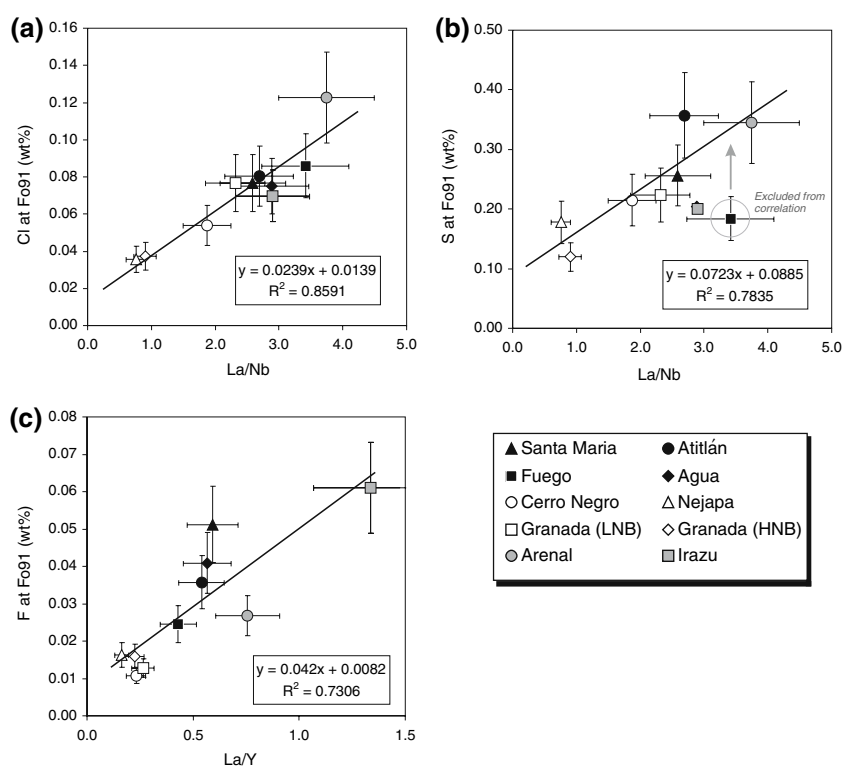 (a)
0.16
0.14
0.12
0.10
0.08
0.06
0.04
0.02
0.00
Cl at Fo91 (wt%)
y = 0.0239x + 0.0139
R² = 0.8591
0.0 1.0 2.0 3.0 4.0 5.0
La/Nb
(b)
0.50
0.40
0.30
0.20
0.10
0.00
S at Fo91 (wt%)
Excluded from
correlation
y = 0.0723x + 0.0885
R² = 0.7835
0.0 1.0 2.0 3.0 4.0 5.0
La/Nb
(c)
0.08
0.07
0.06
0.05
0.04
0.03
0.02
0.01
0.00
F at Fo91 (wt%)
y = 0.042x + 0.0082
R² = 0.7306
0.0 0.5 1.0 1.5
La/Y
Santa Maria Atitlán
Fuego Agua
Cerro Negro Nejapa
Granada (LNB) Granada (HNB)
Arenal Irazu